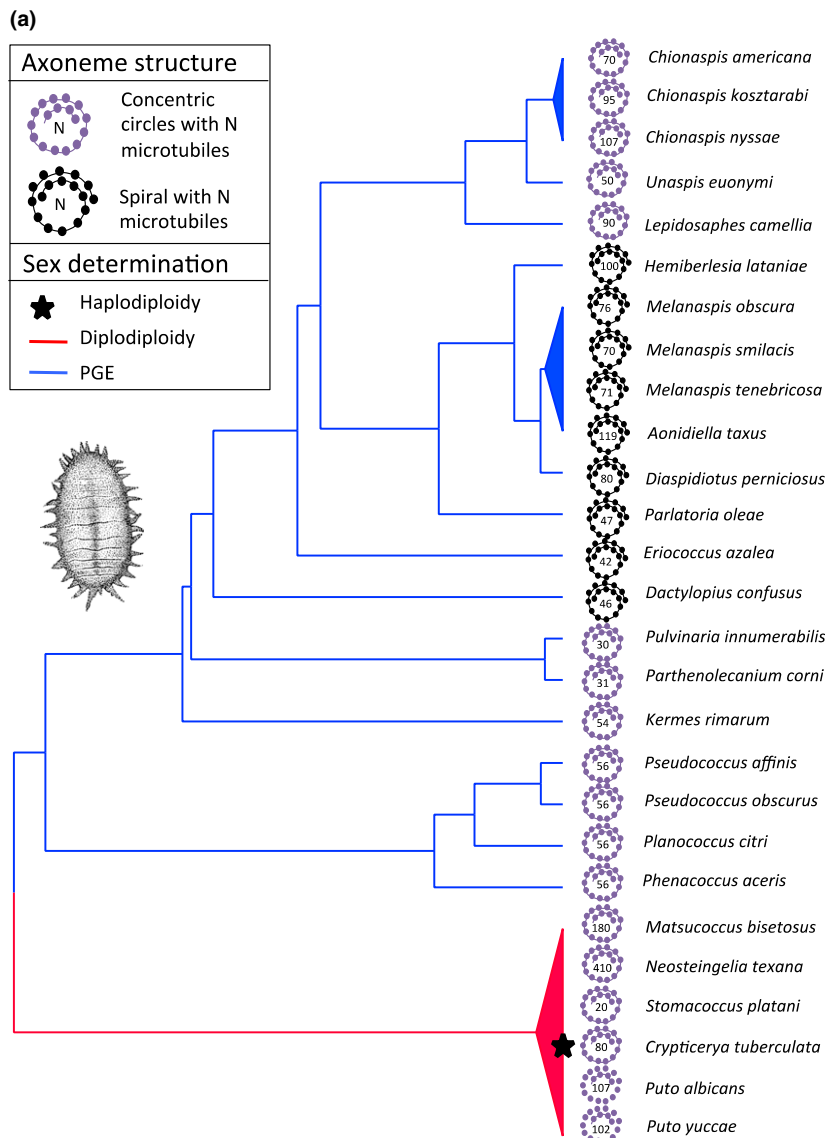 (a)
Axoneme structure
N
Concentric
circles with N
microtubiles
N
Spiral with N
microtubiles
Sex determination
Haplodiploidy
Diplodiploidy
PGE
70 Chionaspis americana
95 Chionaspis kosztarabi
107 Chionaspis nyssae
50 Unaspis euonymi
90 Lepidosaphes camellia
100 Hemiberlesia lataniae
76 Melanaspis obscura
70 Melanaspis smilacis
71 Melanaspis tenebricosa
119 Aonidiella taxus
80 Diaspidiotus perniciosus
47 Parlatoria oleae
42 Eriococcus azalea
46 Dactylopius confusus
30 Pulvinaria innumerabilis
31 Parthenolecanium corni
54 Kermes rimarum
56 Pseudococcus affinis
56 Pseudococcus obscurus
56 Planococcus citri
56 Phenacoccus aceris
180 Matsucoccus bisetosus
410 Neosteingelia texana
20 Stomacoccus platani
80 Crypticerya tuberculata
107 Puto albicans
102 Puto yuccae